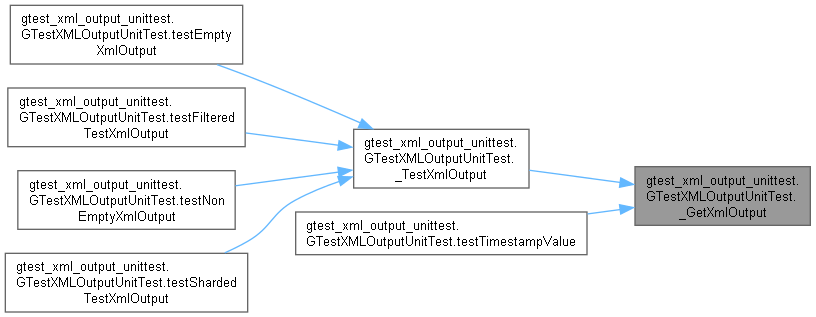 gtest_xml_output_unittest.
GTestXMLOutputUnitTest.testEmpty
XmlOutput
gtest_xml_output_unittest.
GTestXMLOutputUnitTest.testFiltered
TestXmlOutput
gtest_xml_output_unittest.
GTestXMLOutputUnitTest.testNon
EmptyXmlOutput
gtest_xml_output_unittest.
GTestXMLOutputUnitTest.testSharded
TestXmlOutput
gtest_xml_output_unittest.
GTestXMLOutputUnitTest.
_TestXmlOutput
gtest_xml_output_unittest.
GTestXMLOutputUnitTest.testTimestampValue
gtest_xml_output_unittest.
GTestXMLOutputUnitTest.
_GetXmlOutput